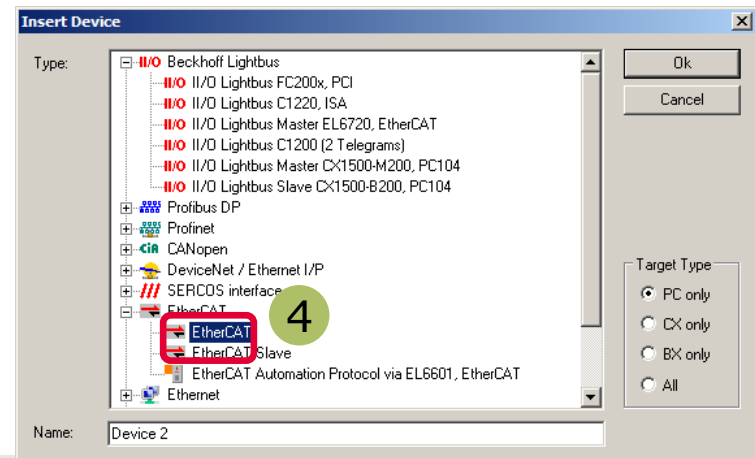 Insert Device
Type:
II/O Beckhoff Lightbus
II/O II/O Lightbus FC200x, PCI
II/O II/O Lightbus C1220, ISA
II/O II/O Lightbus Master EL6720, EtherCAT
II/O II/O Lightbus C1200 (2 Telegrams)
II/O II/O Lightbus Master CX1500-M200, PC104
II/O II/O Lightbus Slave CX1500-B200, PC104
Profibus DP
Profinet
CiA CANopen
DeviceNet / Ethernet I/P
SERCOS interface
EtherCAT
EtherCAT
4
EtherCAT Slave
EtherCAT Automation Protocol via EL6601, EtherCAT
Ethernet
Ok
Cancel
Target Type
PC only
CX only
BX only
All
Name:
Device 2